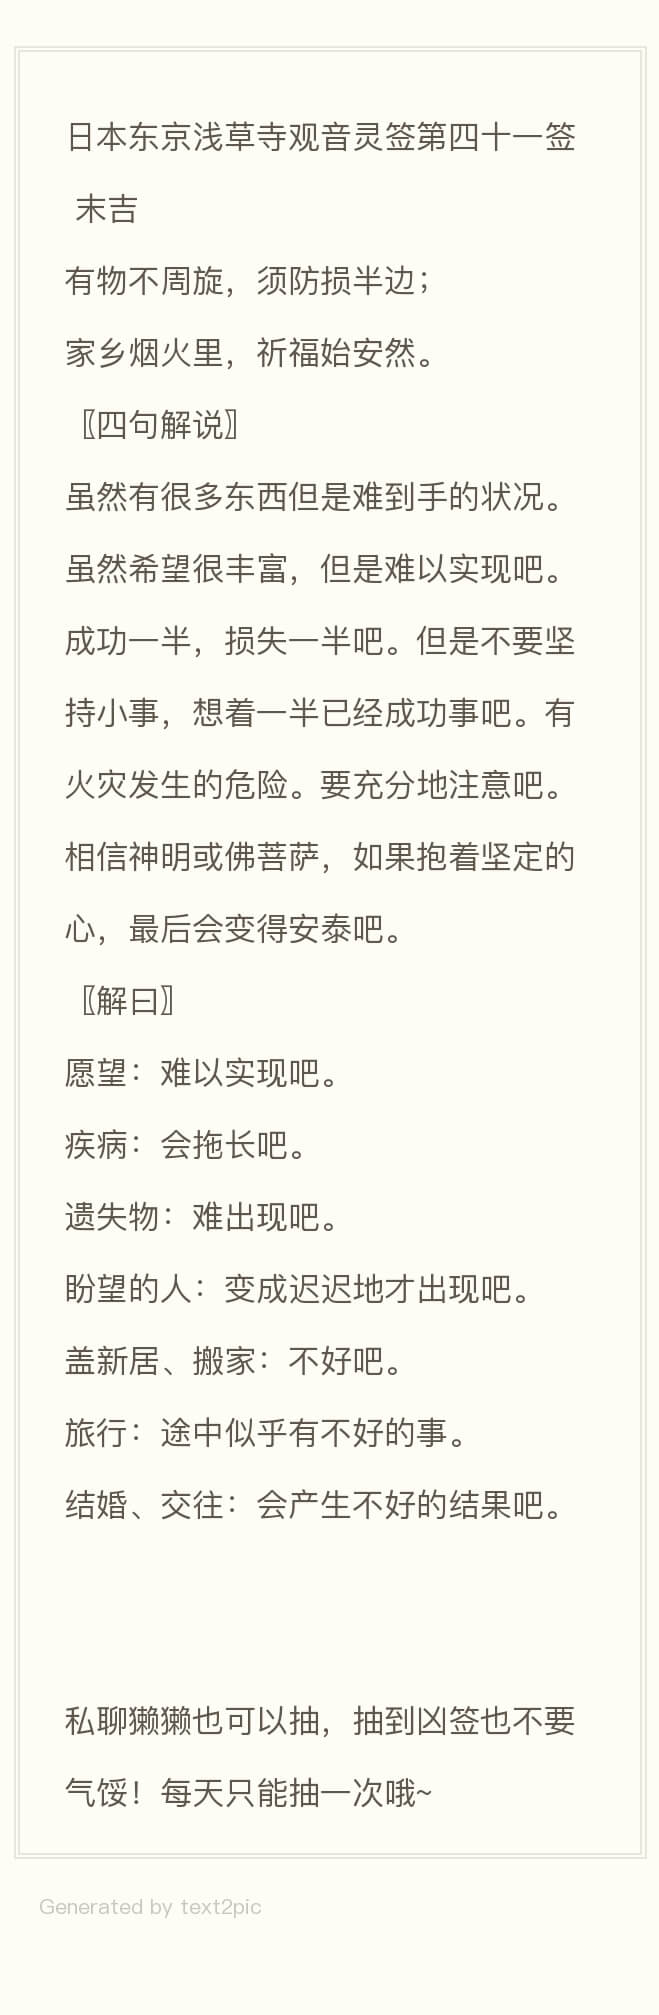 日本东京浅草寺观音灵签第四十一签
末吉
有物不周旋，须防损半边；
家乡烟火里，祈福始安然。
〖四句解说〗
虽然有很多东西但是难到手的状况。
虽然希望很丰富，但是难以实现吧。
成功一半，损失一半吧。但是不要坚
持小事，想着一半已经成功事吧。有
火灾发生的危险。要充分地注意吧。
相信神明或佛菩萨，如果抱着坚定的
心，最后会变得安泰吧。
〖解曰〗
愿望：难以实现吧。
疾病：会拖长吧。
遗失物：难出现吧。
盼望的人：变成迟迟地才出现吧。
盖新居、搬家：不好吧。
旅行：途中似乎有不好的事。
结婚、交往：会产生不好的结果吧。
私聊獭獭也可以抽，抽到凶签也不要
气馁！每天只能抽一次哦~
Generated by text2pic